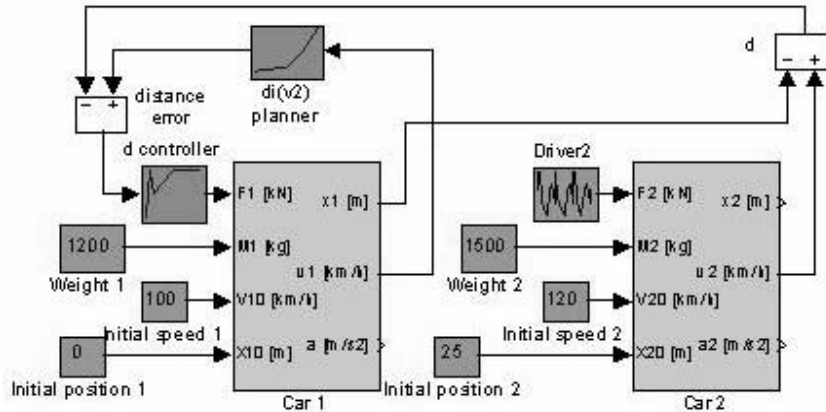 d
- +
- +
distance
error
di(v2)
planner
d controller
Driver2
F1 [kN]
x1 [m]
F2 [kN]
x2 [m]
1200
M1 [kg]
1500
M2 [kg]
Weight 1
u1 [km/h]
Weight 2
u2 [km/h]
100
V10 [km/h]
120
V20 [km/h]
Initial speed 1
Initial speed 2
0
X10 [m]
a [m/s2]
25
X20 [m]
a2 [m/s2]
Initial position 1
Car 1
Initial position 2
Car 2